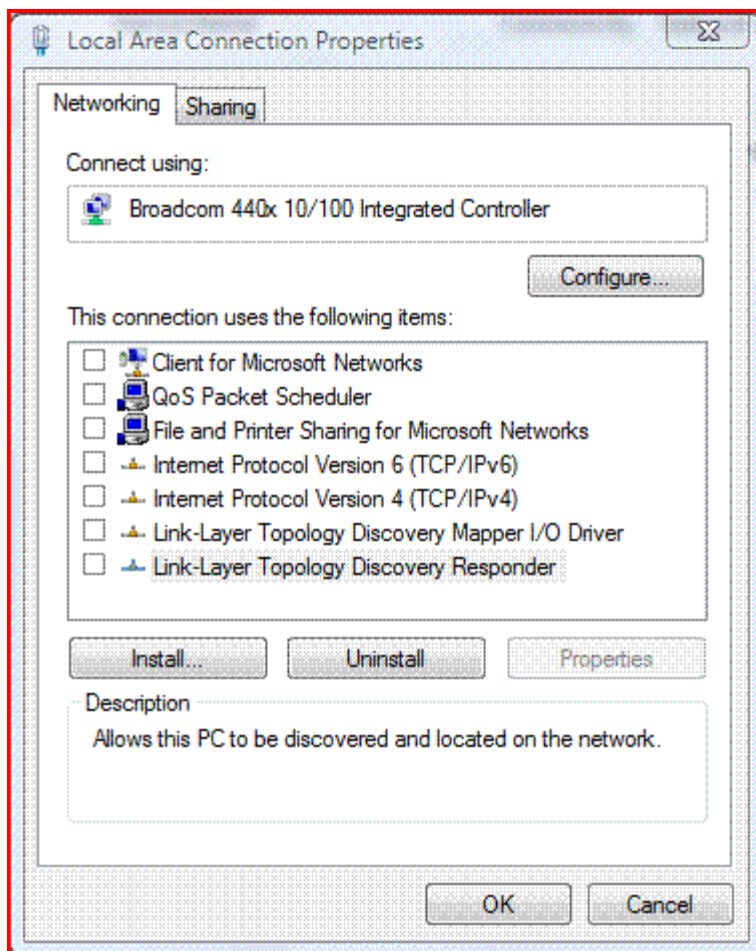 Local Area Connection Properties
Networking
Sharing
Connect using:
Broadcom 440x 10/100 Integrated Controller
Configure...
This connection uses the following items:
Client for Microsoft Networks
QoS Packet Scheduler
File and Printer Sharing for Microsoft Networks
Internet Protocol Version 6 (TCP/IPv6)
Internet Protocol Version 4 (TCP/IPv4)
Link-Layer Topology Discovery Mapper I/O Driver
Link-Layer Topology Discovery Responder
Install...
Uninstall
Properties
Description
Allows this PC to be discovered and located on the network.
OK
Cancel